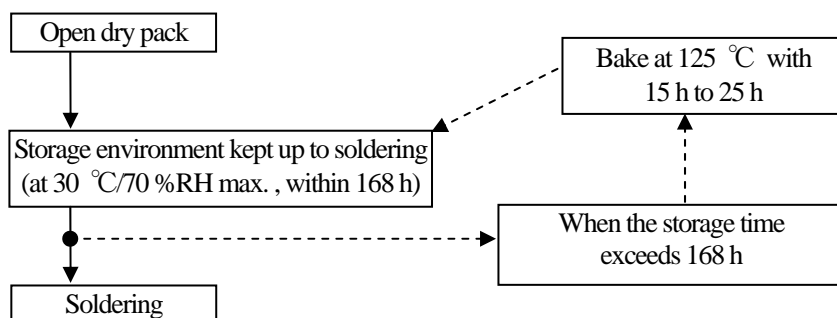 Open dry pack
Storage environment kept up to soldering
(at 30 ℃/70 %RH max. , within 168 h)
Soldering
Bake at 125 ℃ with
15 h to 25 h
When the storage time
exceeds 168 h